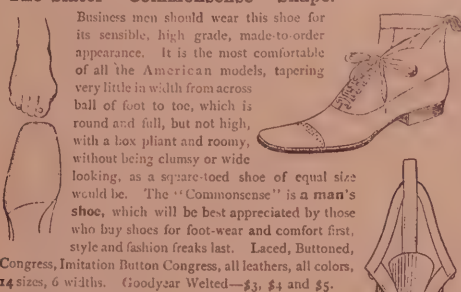 Business men should wear this shoe for
its sensible, high grade, made-to-order
appearance. It is the most comfortable
of all the American models, tapering
very little in width from across
ball of foot to toe, which is
round and full, but not high,
with a box pliant and roomy,
without being clumsy or wide
looking, as a square-toed shoe of equal size
would be. The "Commonsense" is a man's
shoe, which will be best appreciated by those
who buy shoes for foot-wear and comfort first,
style and fashion freaks last. Laced, Buttoned,
Congress, Imitation Button Congress, all leathers, all colors,
14 sizes, 6 widths. Goodyear Welted—$3, $4 and $5.